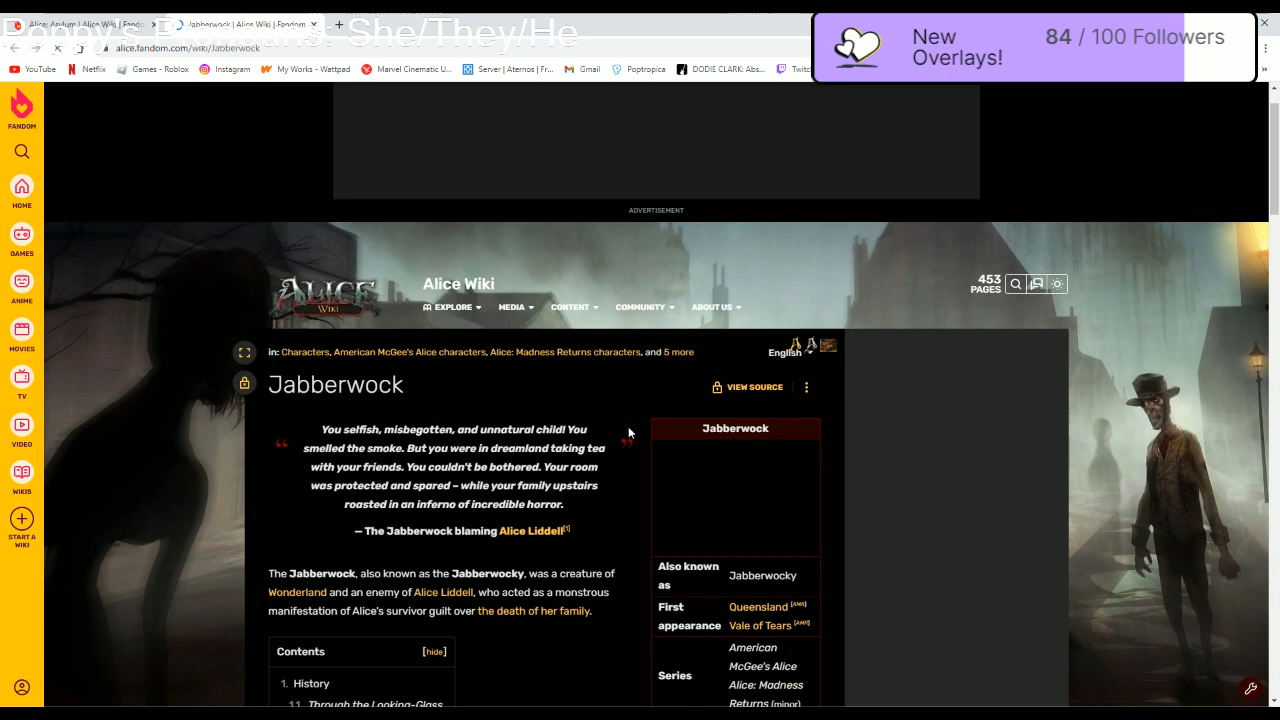 Alice: Asylum | Alice Wiki | Fando
Jabberwock | Alice Wiki | Fandom
Poppy's Pronouns: She/They/He
alice.fandom.com/wiki/Jabberwock
New Overlays!
84 / 100 Followers
YouTube Netflix Games - Roblox Instagram My Works - Wattpad Marvel Cinematic U... Server | Aternos | Fr... Gmail Poptropica DODIE CLARK: Abs... Twitc
»
FANDOM
HOME
GAMES
ANIME
MOVIES
TV
VIDEO
WIKIS
START A
WIKI
ADVERTISEMENT
ALICE
WIKI
Alice Wiki
EXPLORE MEDIA CONTENT COMMUNITY ABOUT US
453
PAGES
in: Characters, American McGee's Alice characters, Alice: Madness Returns characters, and 5 more
English
Jabberwock
VIEW SOURCE
“ You selfish, misbegotten, and unnatural child! You
smelled the smoke. But you were in dreamland taking tea ”
with your friends. You couldn't be bothered. Your room
was protected and spared – while your family upstairs
roasted in an inferno of incredible horror.
— The Jabberwock blaming Alice Liddell[1]
The Jabberwock, also known as the Jabberwocky, was a creature of
Wonderland and an enemy of Alice Liddell, who acted as a monstrous
manifestation of Alice's survivor guilt over the death of her family.
Contents [hide]
1. History
1.1 Through the Looking-Glass
Jabberwock
Also known
as
Jabberwocky
First
appearance
Queensland [AMA]
Vale of Tears [AMR]
Series
American
McGee's Alice
Alice: Madness
Returns (minor)